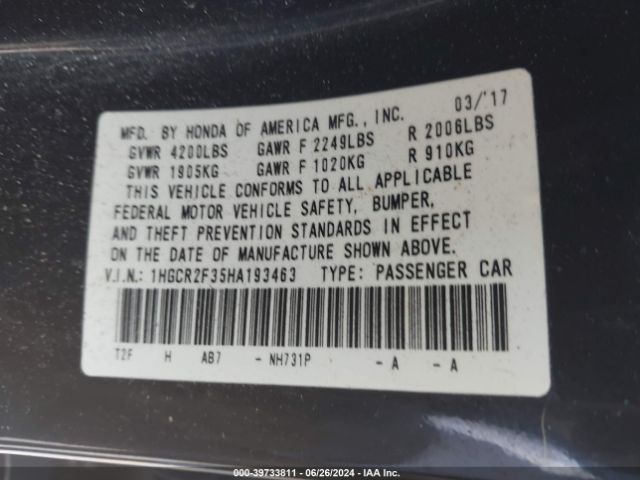 MFD. BY HONDA OF AMERICA MFG., INC. 03/'17
GVWR 4200LBS GAWR F 2249LBS R 2006LBS
GVWR 1905KG GAWR F 1020KG R 910KG
THIS VEHICLE CONFORMS TO ALL APPLICABLE
FEDERAL MOTOR VEHICLE SAFETY, BUMPER,
AND THEFT PREVENTION STANDARDS IN EFFECT
ON THE DATE OF MANUFACTURE SHOWN ABOVE.
V.I.N.: 1HGCR2F35HA193463 TYPE: PASSENGER CAR
T2F H AB7 - NH731P - A - A
000-39733811 - 06/26/2024 - IAA Inc.